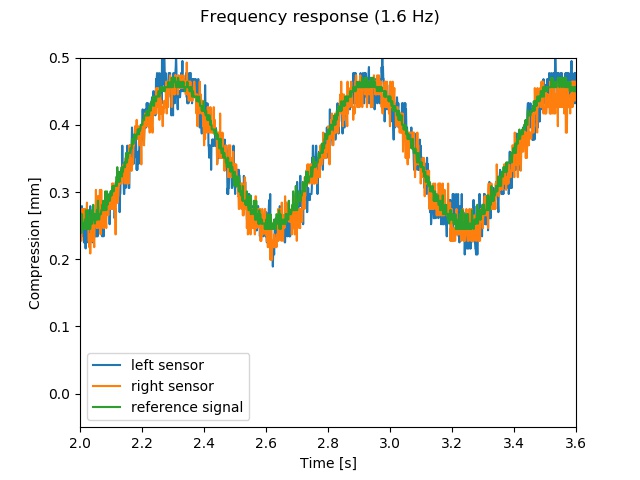 Frequency response (1.6 Hz)
0.5
0.4
0.3
0.2
0.1
0.0
Compression [mm]
left sensor
right sensor
reference signal
2.0 2.2 2.4 2.6 2.8 3.0 3.2 3.4 3.6
Time [s]